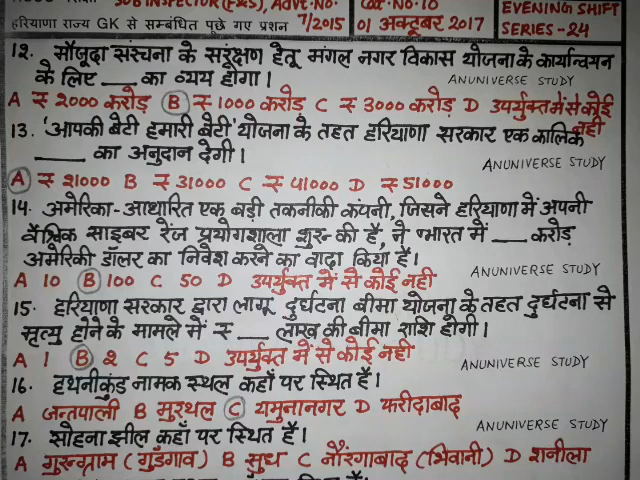 SUB INSPECTOR (F&S), Advt.No. Cat.No.10 EVENING SHIFT
हरियाणा राज्य GK से सम्बंधित पूछे गए प्रशन 7/2015 01 अक्टूबर 2017 SERIES-24
12. मौजूदा संरचना के संरक्षण हेतू मंगल नगर विकास योजना के कार्यान्वयन
के लिए ___ का व्यय होगा। ANUNIVERSE STUDY
A ₹ 2000 करोड़ B ₹ 1000 करोड़ C ₹ 3000 करोड़ D उपर्युक्त में से कोई नही
13. 'आपकी बेटी हमारी बेटी' योजना के तहत हरियाणा सरकार एक कालिक
____ का अनुदान देगी। ANUNIVERSE STUDY
A ₹ 21000 B ₹ 31000 C ₹ 41000 D ₹ 51000
14. अमेरिका-आधारित एक बड़ी तकनीकी कंपनी, जिसने हरियाणा में अपनी
वैश्विक साइबर रेंज प्रयोगशाला शुरू की है, ने भारत में ___ करोड़
अमेरिकी डॉलर का निवेश करने का वादा किया है।
A 10 B 100 C 50 D उपर्युक्त में से कोई नही ANUNIVERSE STUDY
15. हरियाणा सरकार द्वारा लागू दुर्घटना बीमा योजना के तहत दुर्घटना से
मृत्यु होने के मामले में ₹ ___ लाख की बीमा राशि होगी।
A 1 B 2 C 5 D उपर्युक्त में से कोई नही ANUNIVERSE STUDY
16. हथनीकुंड नामक स्थल कहाँ पर स्थित है।
A जन्तपाली B मुरथल C यमुनानगर D फरीदाबाद
17. सोहना झील कहाँ पर स्थित है। ANUNIVERSE STUDY
A गुरुग्राम (गुड़गाव) B सुध C नौरंगाबाद (भिवानी) D शनीला